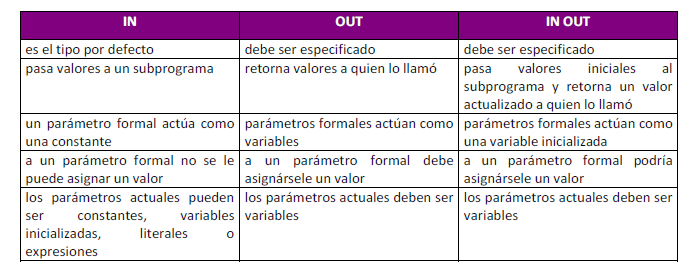 IN OUT IN OUT
es el tipo por defecto debe ser especificado debe ser especificado
pasa valores a un subprograma retorna valores a quien lo llamó pasa valores iniciales al
subprograma y retorna un valor
actualizado a quien lo llamó
un parámetro formal actúa como parámetros formales actúan como parámetros formales actúan como
una constante variables una variable inicializada
a un parámetro formal no se le a un parámetro formal debe a un parámetro formal podría
puede asignar un valor asignársele un valor asignársele un valor
los parámetros actuales pueden los parámetros actuales deben ser los parámetros actuales deben ser
ser constantes, variables variables variables
inicializadas, literales o
expresiones